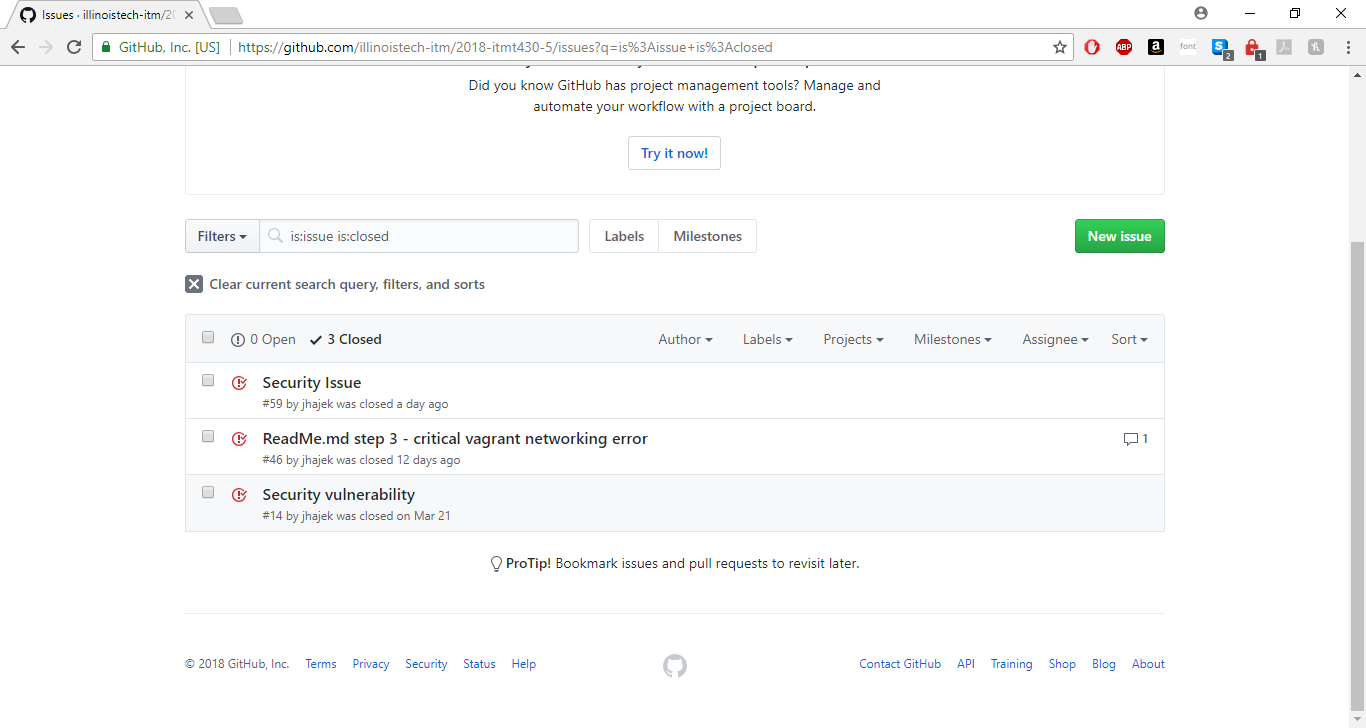 Issues · illinoistech-itm/20
GitHub, Inc. [US] https://github.com/illinoistech-itm/2018-itmt430-5/issues?q=is%3Aissue+is%3Aclosed
ABP
a
font
S
2
1
Did you know GitHub has project management tools? Manage and
automate your workflow with a project board.
Try it now!
Filters
is:issue is:closed
Labels
Milestones
New issue
Clear current search query, filters, and sorts
0 Open
3 Closed
Author
Labels
Projects
Milestones
Assignee
Sort
Security Issue
#59 by jhajek was closed a day ago
ReadMe.md step 3 - critical vagrant networking error
1
#46 by jhajek was closed 12 days ago
Security vulnerability
#14 by jhajek was closed on Mar 21
ProTip! Bookmark issues and pull requests to revisit later.
© 2018 GitHub, Inc. Terms Privacy Security Status Help
Contact GitHub API Training Shop Blog About